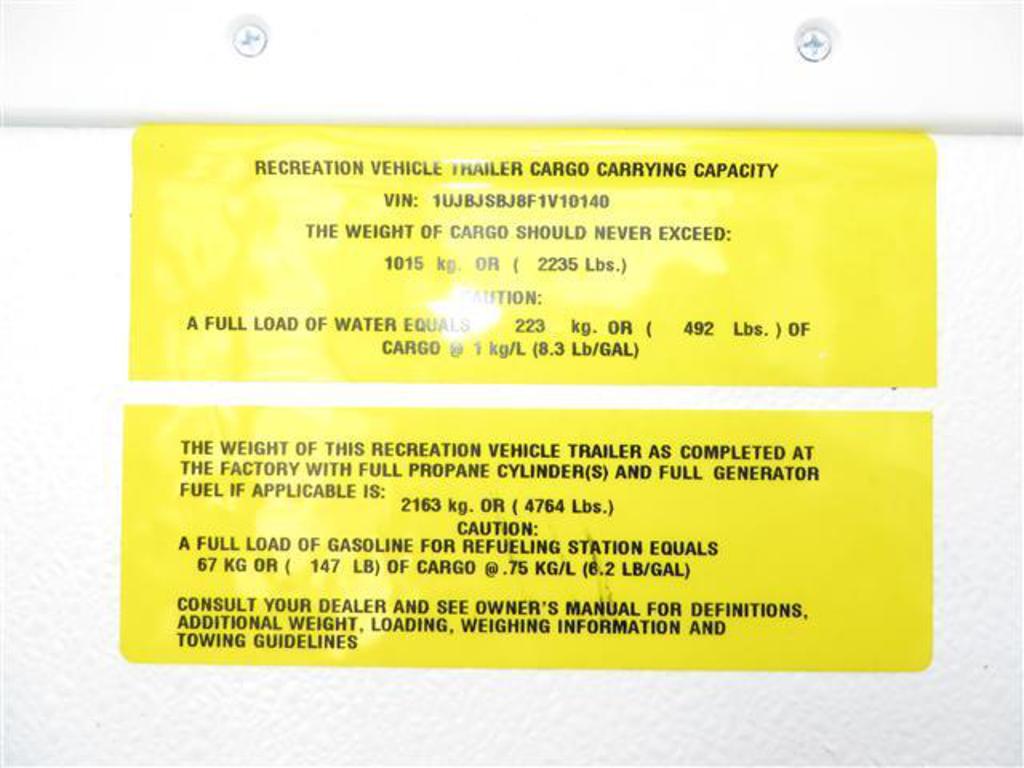 RECREATION VEHICLE TRAILER CARGO CARRYING CAPACITY
VIN: 1UJBJSBJ8F1V10140
THE WEIGHT OF CARGO SHOULD NEVER EXCEED:
1015 kg. OR ( 2235 Lbs.)
CAUTION:
A FULL LOAD OF WATER EQUALS 223 kg. OR ( 492 Lbs. ) OF
CARGO @ 1 kg/L (8.3 Lb/GAL)
THE WEIGHT OF THIS RECREATION VEHICLE TRAILER AS COMPLETED AT
THE FACTORY WITH FULL PROPANE CYLINDER(S) AND FULL GENERATOR
FUEL IF APPLICABLE IS:
2163 kg. OR ( 4764 Lbs.)
CAUTION:
A FULL LOAD OF GASOLINE FOR REFUELING STATION EQUALS
67 KG OR ( 147 LB) OF CARGO @ .75 KG/L (6.2 LB/GAL)
CONSULT YOUR DEALER AND SEE OWNER'S MANUAL FOR DEFINITIONS,
ADDITIONAL WEIGHT, LOADING, WEIGHING INFORMATION AND
TOWING GUIDELINES